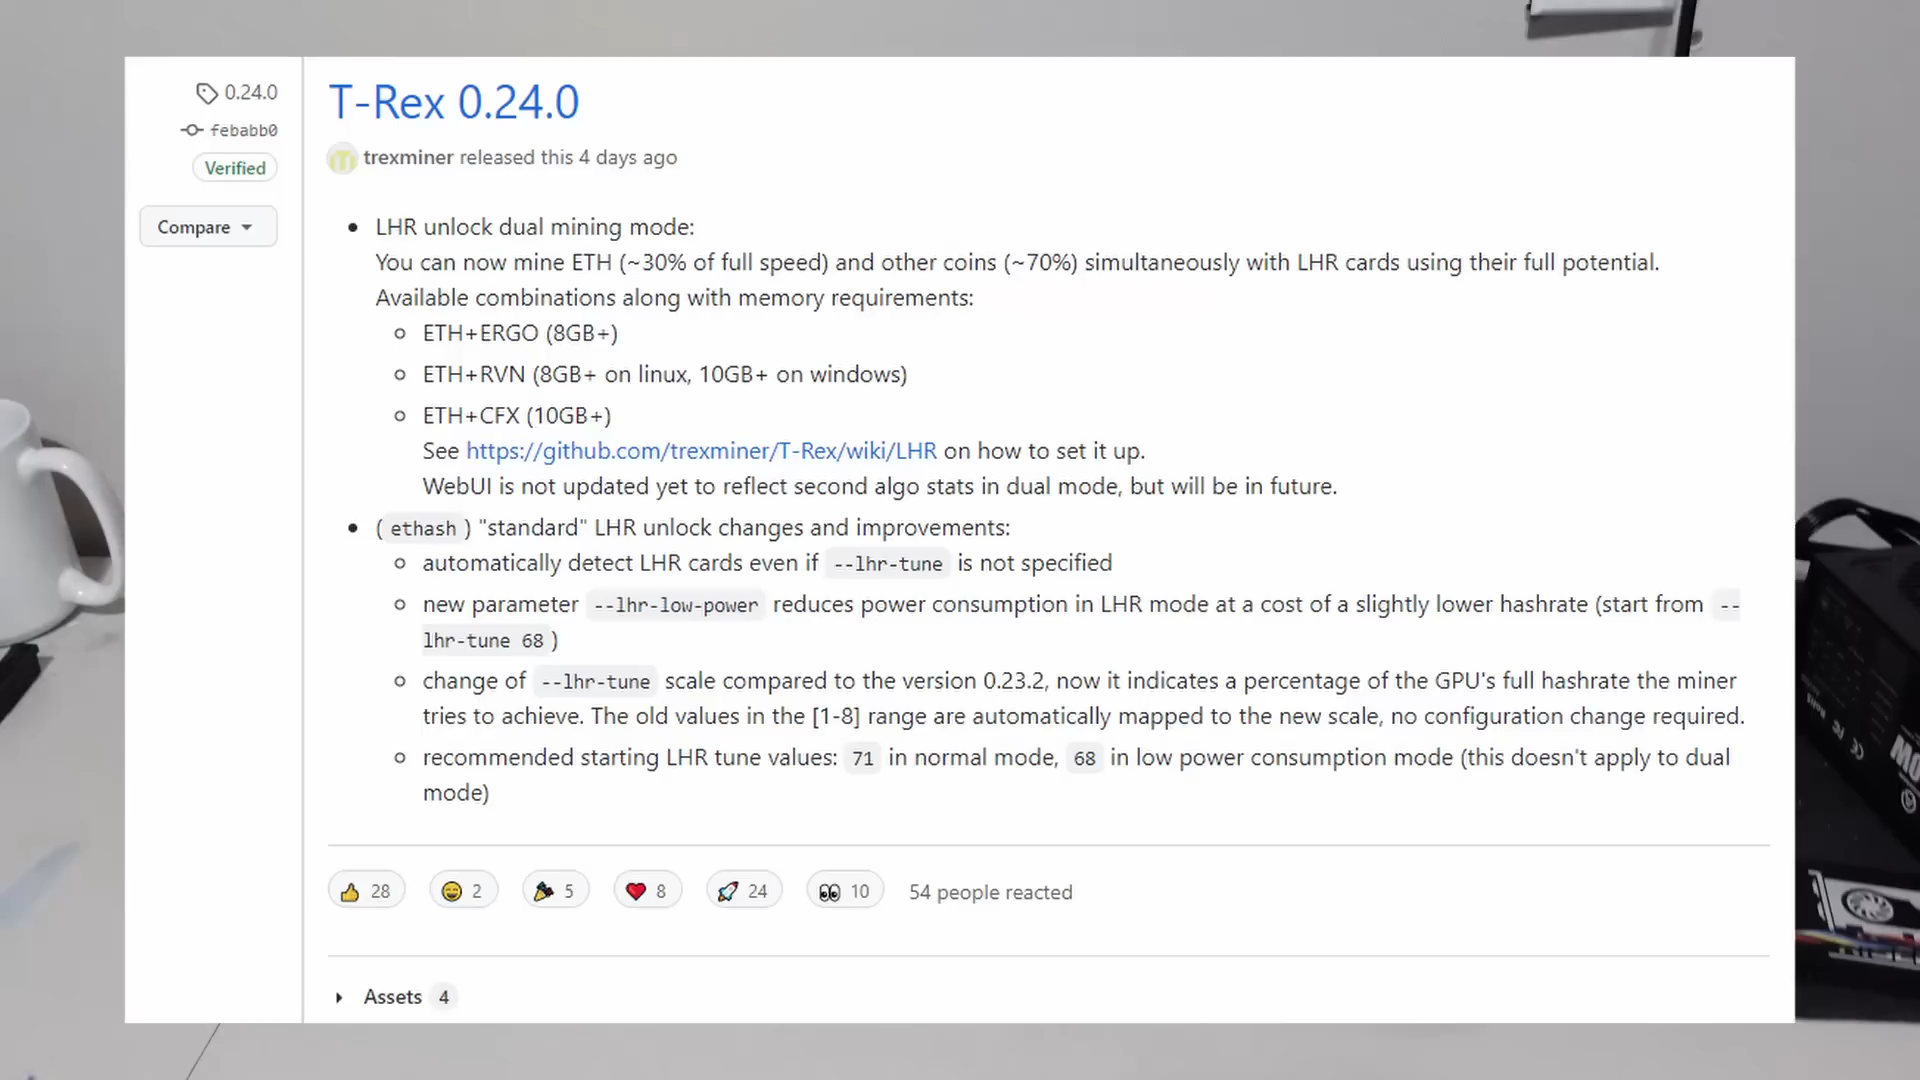 0.24.0
febabb0
Verified
Compare
T-Rex 0.24.0
trexminer released this 4 days ago
LHR unlock dual mining mode:
You can now mine ETH (~30% of full speed) and other coins (~70%) simultaneously with LHR cards using their full potential.
Available combinations along with memory requirements:
ETH+ERGO (8GB+)
ETH+RVN (8GB+ on linux, 10GB+ on windows)
ETH+CFX (10GB+)
See https://github.com/trexminer/T-Rex/wiki/LHR on how to set it up.
WebUI is not updated yet to reflect second algo stats in dual mode, but will be in future.
(ethash) "standard" LHR unlock changes and improvements:
automatically detect LHR cards even if --lhr-tune is not specified
new parameter --lhr-low-power reduces power consumption in LHR mode at a cost of a slightly lower hashrate (start from --
lhr-tune 68)
change of --lhr-tune scale compared to the version 0.23.2, now it indicates a percentage of the GPU's full hashrate the miner
tries to achieve. The old values in the [1-8] range are automatically mapped to the new scale, no configuration change required.
recommended starting LHR tune values: 71 in normal mode, 68 in low power consumption mode (this doesn't apply to dual
mode)
28 2 5 8 24 10 54 people reacted
Assets 4